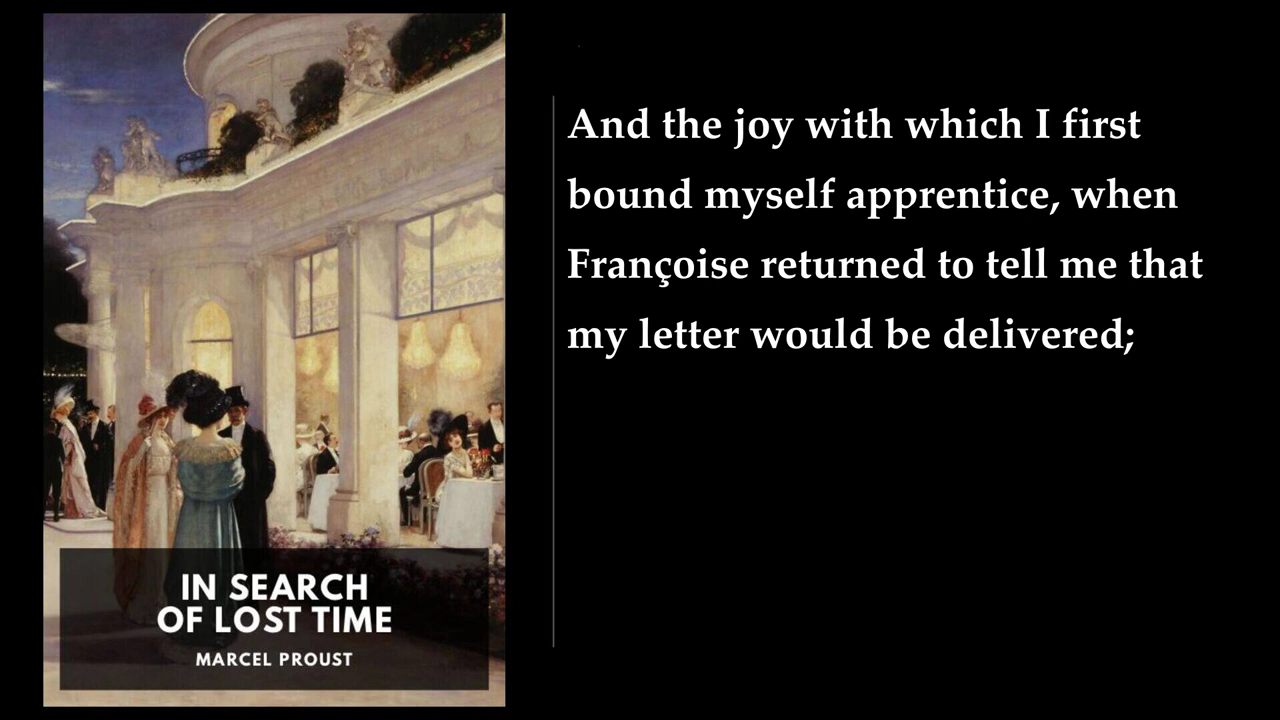 And the joy with which I first
bound myself apprentice, when
Françoise returned to tell me that
my letter would be delivered;
IN SEARCH
OF LOST TIME
MARCEL PROUST